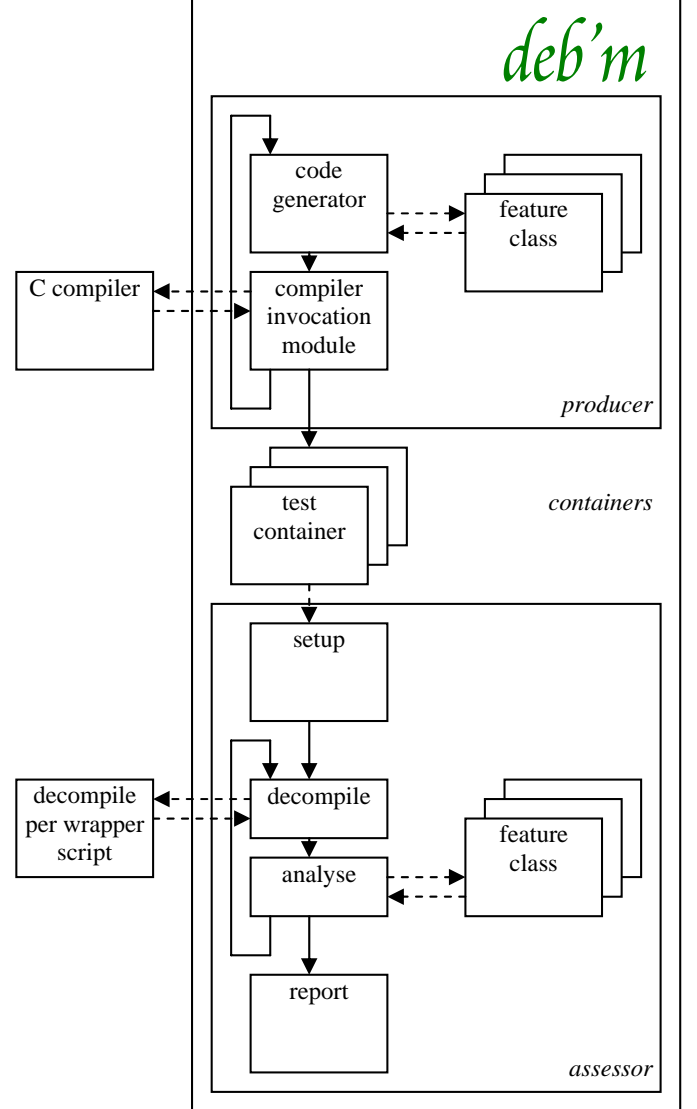 deb'm
code
generator
feature
class
C compiler
compiler
invocation
module
producer
test
container
containers
setup
decompile
per wrapper
script
decompile
feature
class
analyse
report
assessor